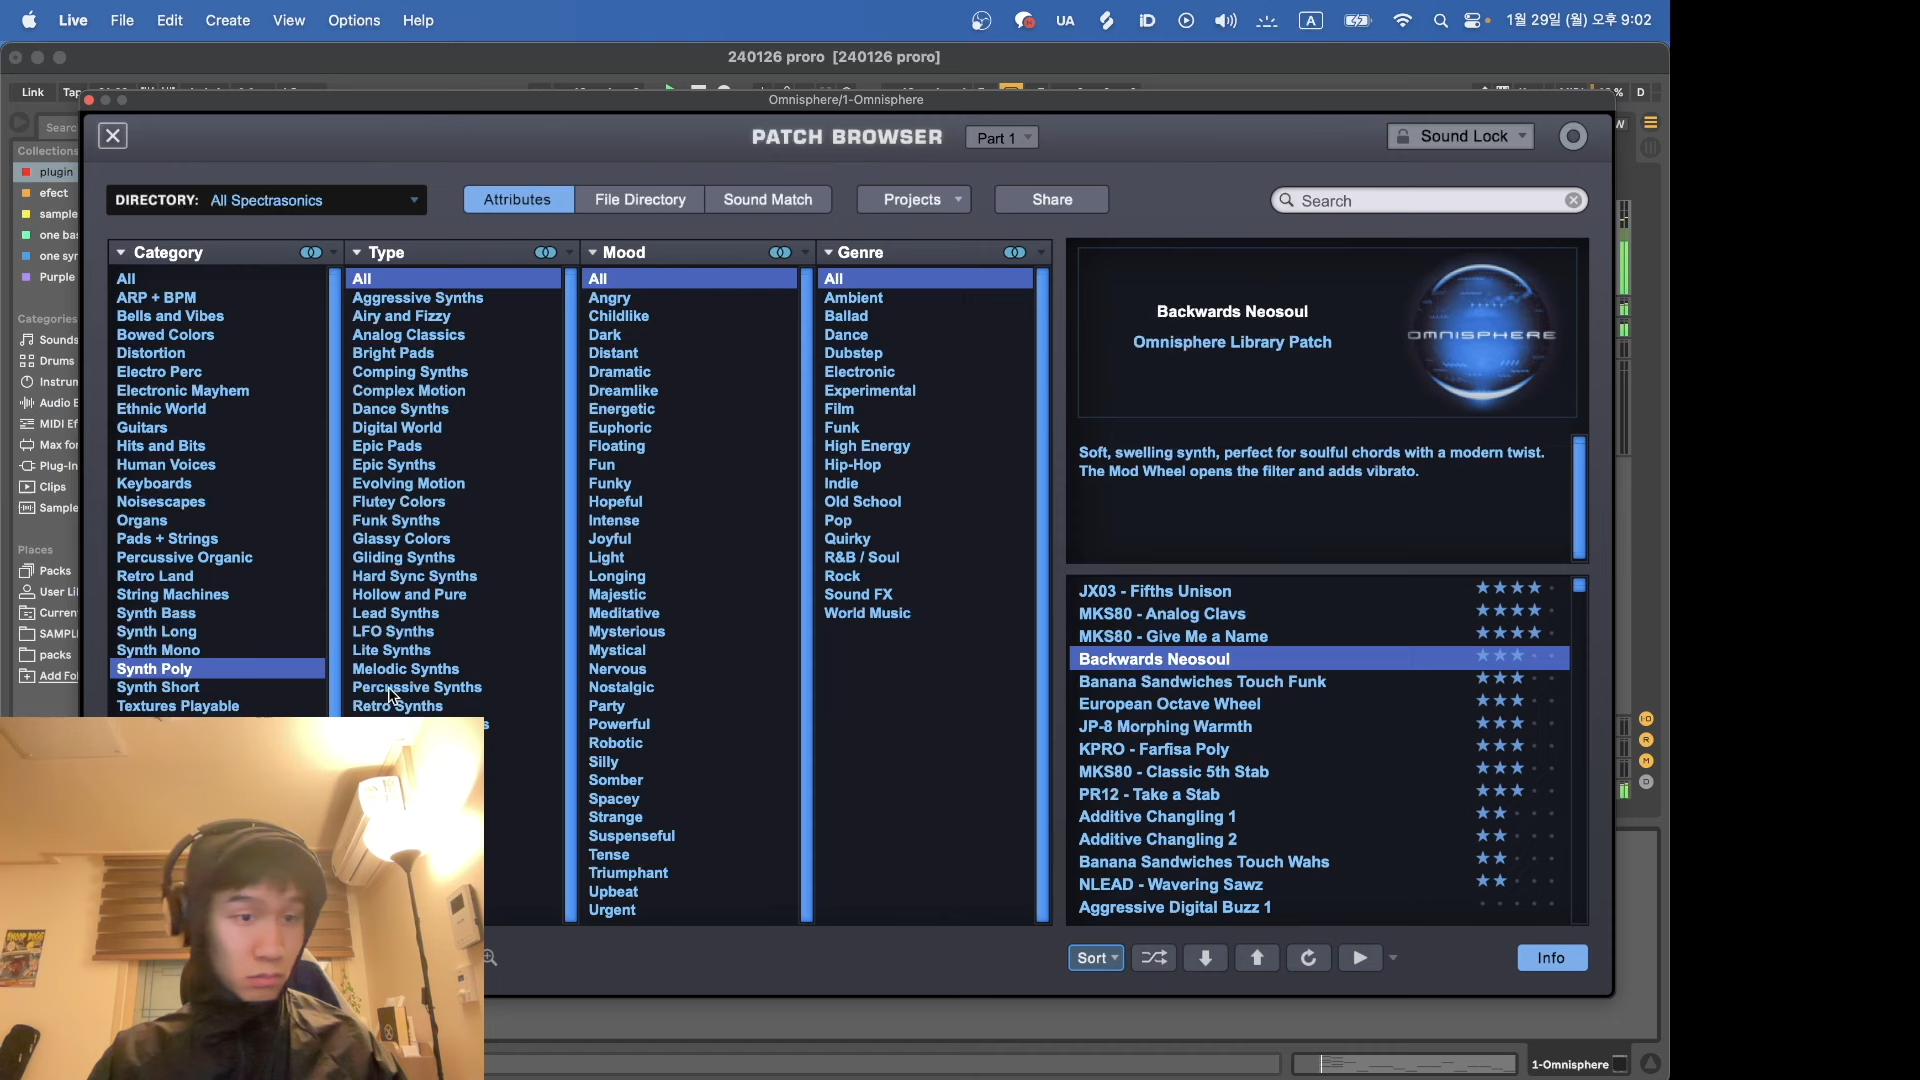 Live File Edit Create View Options Help
UA iD A 1월 29일 (월) 오후 9:02
240126 proro [240126 proro]
Link Tap
D
Omnisphere/1-Omnisphere
PATCH BROWSER Part 1 Sound Lock
DIRECTORY: All Spectrasonics Attributes File Directory Sound Match Projects Share Search
Collections
plugin
efect
sample
Purple
Categories
Sounds
Drums
Clips
Places
Packs
packs
Category
All
ARP + BPM
Bells and Vibes
Bowed Colors
Distortion
Electro Perc
Electronic Mayhem
Ethnic World
Guitars
Hits and Bits
Human Voices
Keyboards
Noisescapes
Organs
Pads + Strings
Percussive Organic
Retro Land
String Machines
Synth Bass
Synth Long
Synth Mono
Synth Poly
Synth Short
Textures Playable
Type
All
Aggressive Synths
Airy and Fizzy
Analog Classics
Bright Pads
Comping Synths
Complex Motion
Dance Synths
Digital World
Epic Pads
Epic Synths
Evolving Motion
Flutey Colors
Funk Synths
Glassy Colors
Gliding Synths
Hard Sync Synths
Hollow and Pure
Lead Synths
LFO Synths
Lite Synths
Melodic Synths
Percussive Synths
Retro Synths
Mood
All
Angry
Childlike
Dark
Distant
Dramatic
Dreamlike
Energetic
Euphoric
Floating
Fun
Funky
Hopeful
Intense
Joyful
Light
Longing
Majestic
Meditative
Mysterious
Mystical
Nervous
Nostalgic
Party
Powerful
Robotic
Silly
Somber
Spacey
Strange
Suspenseful
Tense
Triumphant
Upbeat
Urgent
Genre
All
Ambient
Ballad
Dance
Dubstep
Electronic
Experimental
Film
Funk
High Energy
Hip-Hop
Indie
Old School
Pop
Quirky
R&B / Soul
Rock
Sound FX
World Music
Backwards Neosoul
Omnisphere Library Patch
OMNISPHERE
Soft, swelling synth, perfect for soulful chords with a modern twist.
The Mod Wheel opens the filter and adds vibrato.
JX03 - Fifths Unison
MKS80 - Analog Clavs
MKS80 - Give Me a Name
Backwards Neosoul
Banana Sandwiches Touch Funk
European Octave Wheel
JP-8 Morphing Warmth
KPRO - Farfisa Poly
MKS80 - Classic 5th Stab
PR12 - Take a Stab
Additive Changling 1
Additive Changling 2
Banana Sandwiches Touch Wahs
NLEAD - Wavering Sawz
Aggressive Digital Buzz 1
Sort Info
I·O
R
M
D
SNOOP DOGG
1-Omnisphere